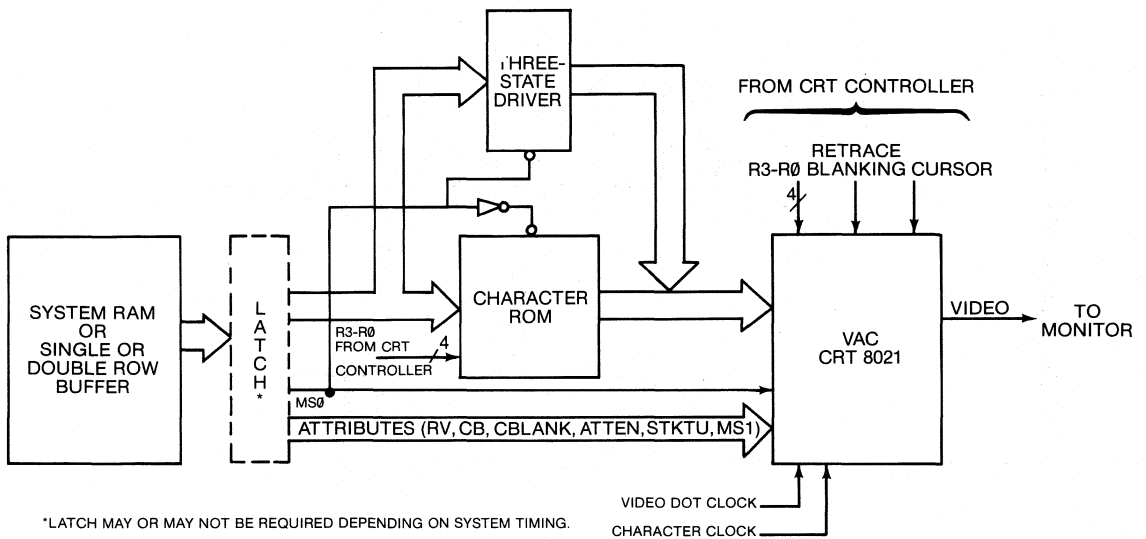 THREE-
STATE
DRIVER
FROM CRT CONTROLLER
RETRACE
R3-RØ BLANKING CURSOR
4
SYSTEM RAM
OR
SINGLE OR
DOUBLE ROW
BUFFER
LATCH*
CHARACTER
ROM
R3-RØ
FROM CRT
CONTROLLER
4
MSØ
VAC
CRT 8021
VIDEO
TO
MONITOR
ATTRIBUTES (RV, CB, CBLANK, ATTEN, STKTU, MS1)
VIDEO DOT CLOCK
CHARACTER CLOCK
*LATCH MAY OR MAY NOT BE REQUIRED DEPENDING ON SYSTEM TIMING.